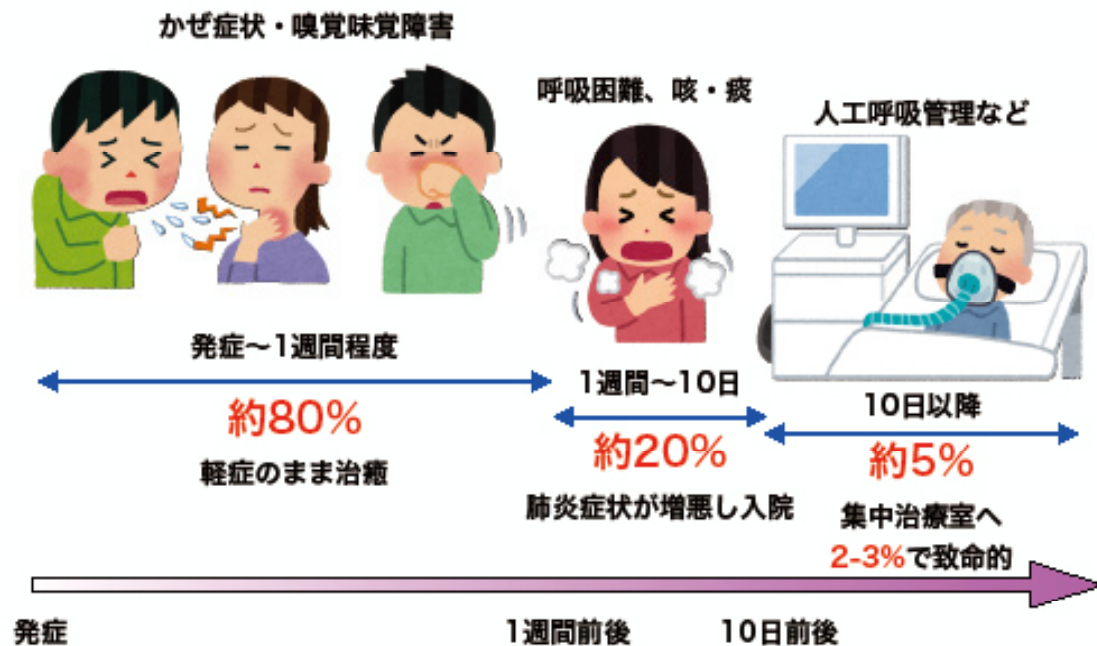 かぜ症状・嗅覚味覚障害
呼吸困難、咳・痰
人工呼吸管理など
発症～1週間程度
約80%
軽症のまま治癒
1週間～10日
約20%
肺炎症状が増悪し入院
10日以降
約5%
集中治療室へ
2-3%で致命的
発症
1週間前後
10日前後